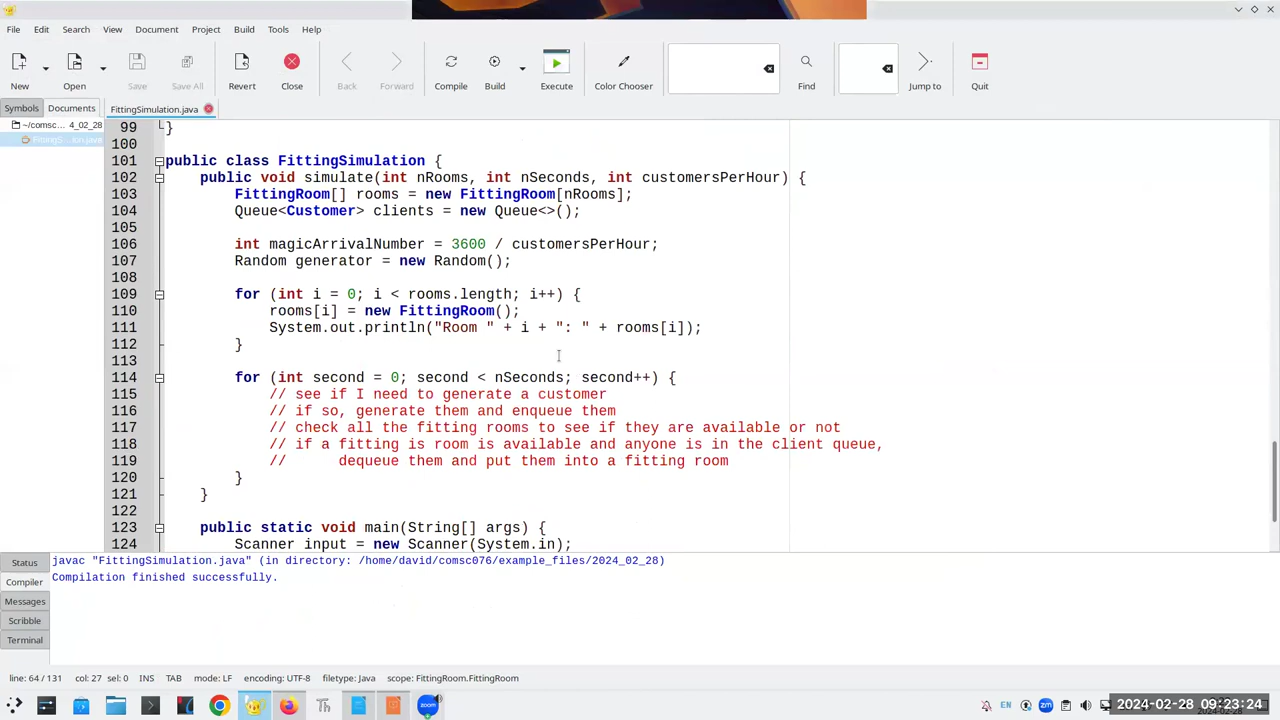 File Edit Search View Document Project Build Tools Help
New Open Save Save All Revert Close Back Forward Compile Build Execute Color Chooser Find Jump to Quit
Symbols Documents FittingSimulation.java
~/comsc... 4_02_28
99 }
100
101 public class FittingSimulation {
102 public void simulate(int nRooms, int nSeconds, int customersPerHour) {
103 FittingRoom[] rooms = new FittingRoom[nRooms];
104 Queue<Customer> clients = new Queue<>();
105
106 int magicArrivalNumber = 3600 / customersPerHour;
107 Random generator = new Random();
108
109 for (int i = 0; i < rooms.length; i++) {
110 rooms[i] = new FittingRoom();
111 System.out.println("Room " + i + ": " + rooms[i]);
112 }
113
114 for (int second = 0; second < nSeconds; second++) {
115 // see if I need to generate a customer
116 // if so, generate them and enqueue them
117 // check all the fitting rooms to see if they are available or not
118 // if a fitting is room is available and anyone is in the client queue,
119 // dequeue them and put them into a fitting room
120 }
121 }
122
123 public static void main(String[] args) {
124 Scanner input = new Scanner(System.in);
Status
Compiler
Messages
Scribble
Terminal
javac "FittingSimulation.java" (in directory: /home/david/comsc076/example_files/2024_02_28)
Compilation finished successfully.
line: 64 / 131 col: 27 sel: 0 INS TAB mode: LF encoding: UTF-8 filetype: Java scope: FittingRoom.FittingRoom
Th zoom EN zm 2024-02-28 09:23:24